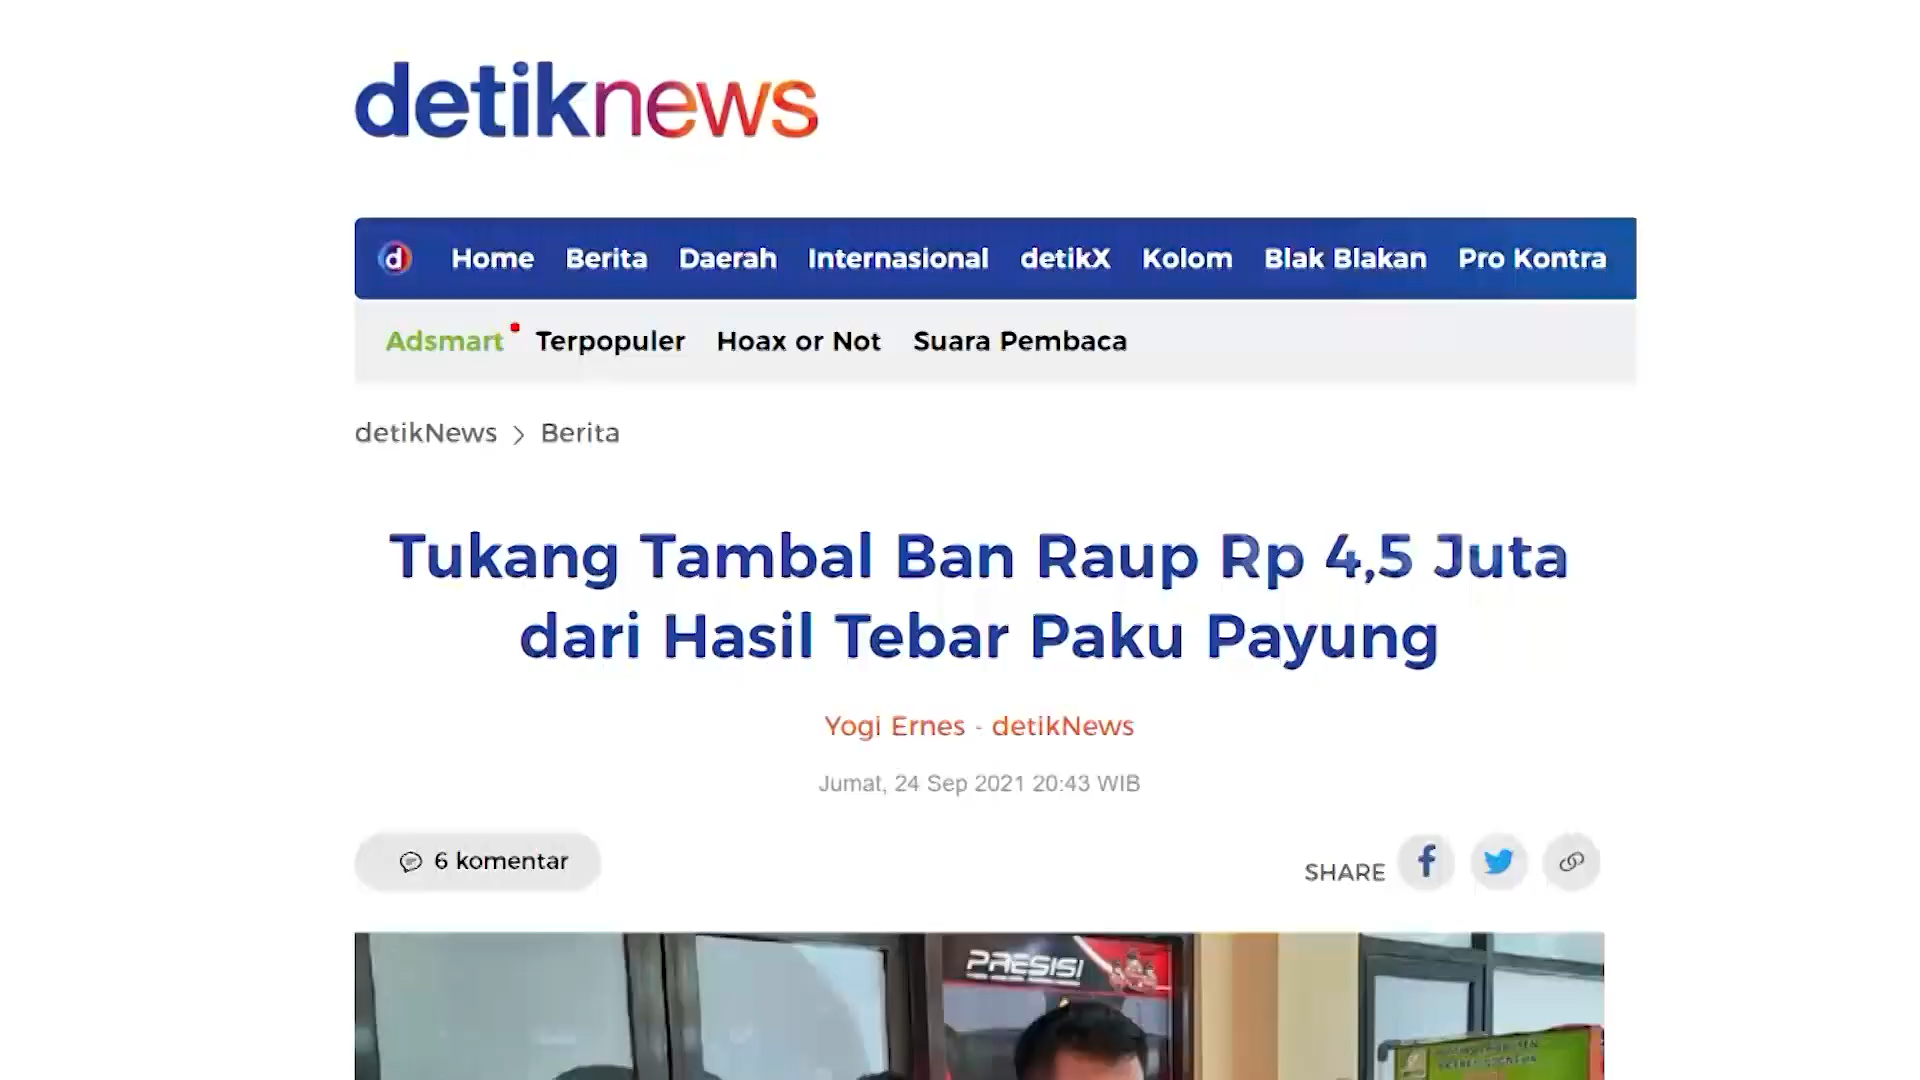 detiknews
d Home Berita Daerah Internasional detikX Kolom Blak Blakan Pro Kontra
Adsmart Terpopuler Hoax or Not Suara Pembaca
detikNews > Berita
Tukang Tambal Ban Raup Rp 4,5 Juta
dari Hasil Tebar Paku Payung
Yogi Ernes - detikNews
Jumat, 24 Sep 2021 20:43 WIB
6 komentar
SHARE
PRESISI